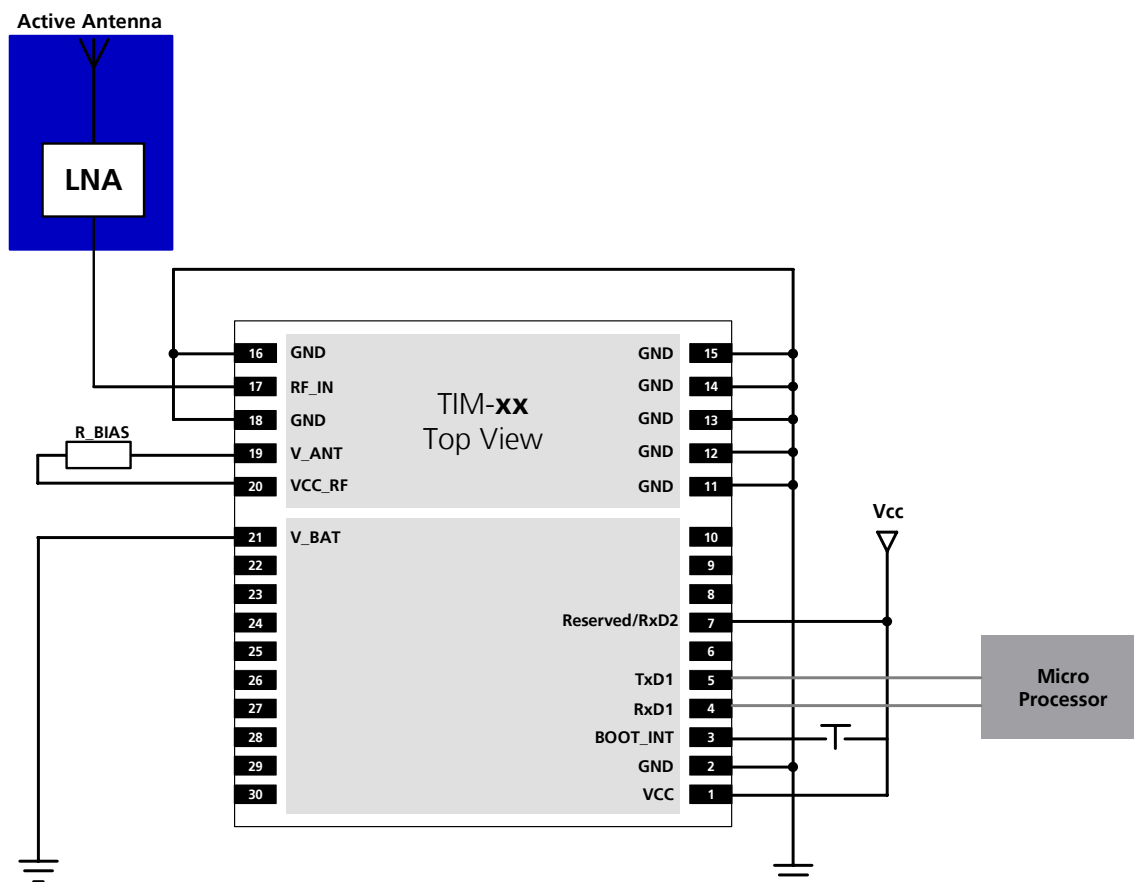 Active Antenna
LNA
R_BIAS
TIM-xx
Top View
16 GND
17 RF_IN
18 GND
19 V_ANT
20 VCC_RF
21 V_BAT
22
23
24
25
26
27
28
29
30
GND 15
GND 14
GND 13
GND 12
GND 11
10
9
8
Reserved/RxD2 7
6
TxD1 5
RxD1 4
BOOT_INT 3
GND 2
VCC 1
Vcc
Micro
Processor